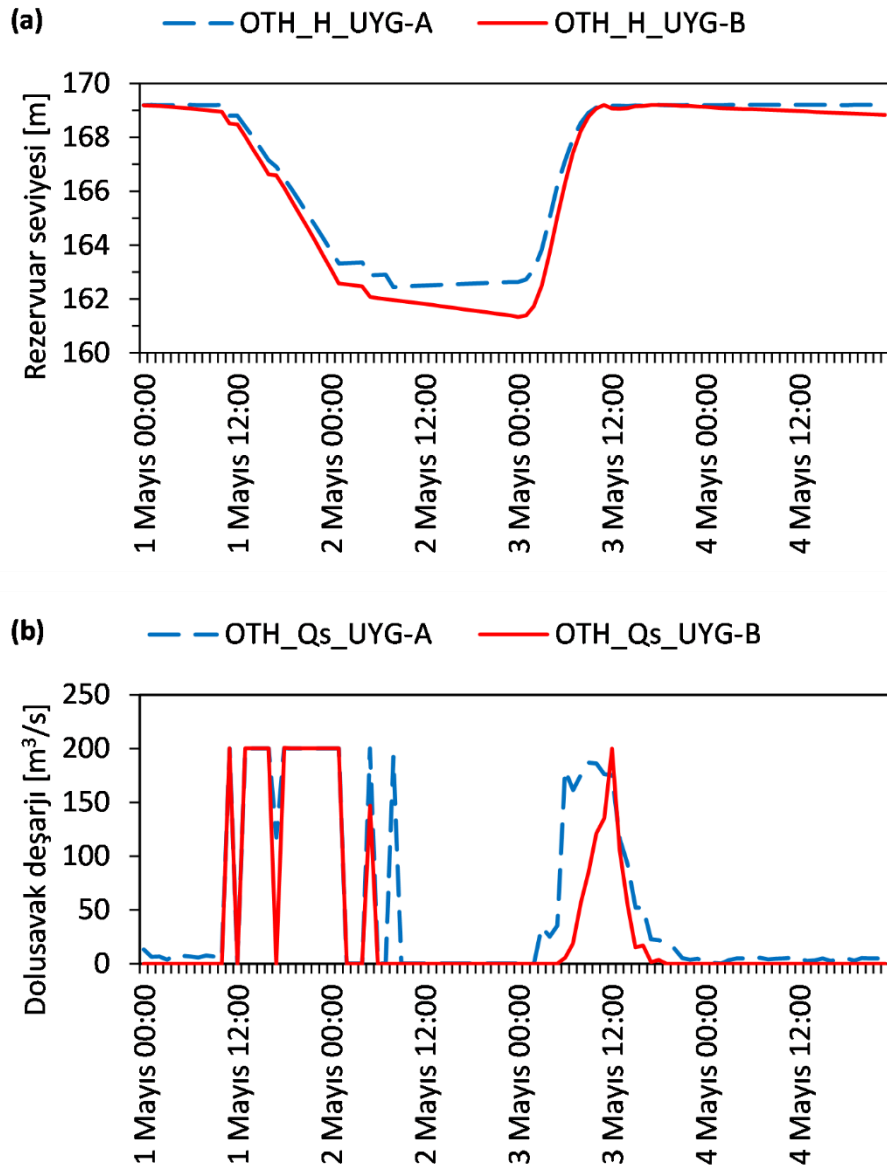 (a)
OTH_H_UYG-A OTH_H_UYG-B
Rezervuar seviyesi [m]
170
168
166
164
162
160
1 Mayıs 00:00
1 Mayıs 12:00
2 Mayıs 00:00
2 Mayıs 12:00
3 Mayıs 00:00
3 Mayıs 12:00
4 Mayıs 00:00
4 Mayıs 12:00
(b)
OTH_Qs_UYG-A OTH_Qs_UYG-B
Dolusavak deşarjı [m³/s]
250
200
150
100
50
0
1 Mayıs 00:00
1 Mayıs 12:00
2 Mayıs 00:00
2 Mayıs 12:00
3 Mayıs 00:00
3 Mayıs 12:00
4 Mayıs 00:00
4 Mayıs 12:00